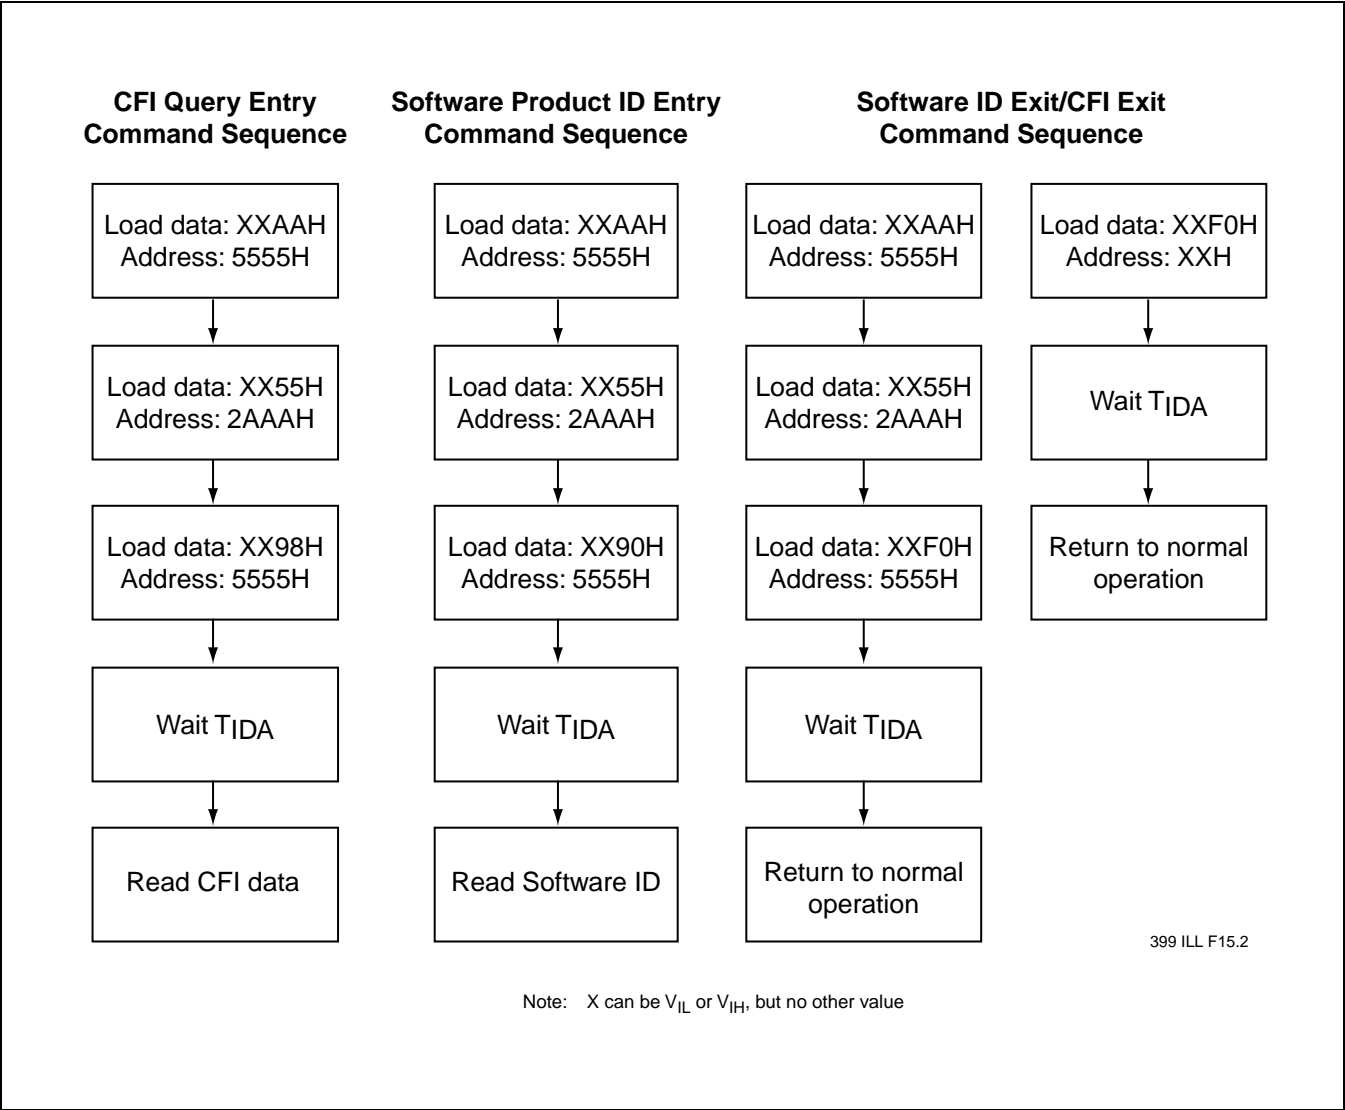 CFI Query Entry
Command Sequence
Load data: XXAAH
Address: 5555H
Load data: XX55H
Address: 2AAAH
Load data: XX98H
Address: 5555H
Wait TIDA
Read CFI data
Software Product ID Entry
Command Sequence
Load data: XXAAH
Address: 5555H
Load data: XX55H
Address: 2AAAH
Load data: XX90H
Address: 5555H
Wait TIDA
Read Software ID
Software ID Exit/CFI Exit
Command Sequence
Load data: XXAAH
Address: 5555H
Load data: XX55H
Address: 2AAAH
Load data: XXF0H
Address: 5555H
Wait TIDA
Return to normal
operation
Load data: XXF0H
Address: XXH
Wait TIDA
Return to normal
operation
399 ILL F15.2
Note: X can be VIL or VIH, but no other value